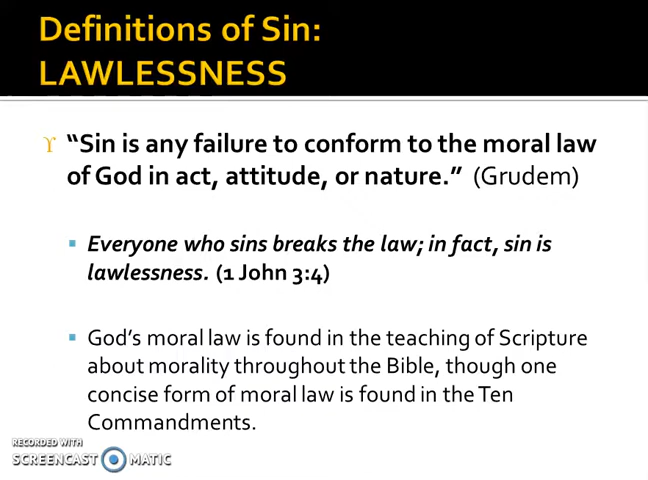 Definitions of Sin:
LAWLESSNESS
“Sin is any failure to conform to the moral law
of God in act, attitude, or nature.” (Grudem)
Everyone who sins breaks the law; in fact, sin is
lawlessness. (1 John 3:4)
God’s moral law is found in the teaching of Scripture
about morality throughout the Bible, though one
concise form of moral law is found in the Ten
Commandments.
RECORDED WITH
SCREENCAST MATIC